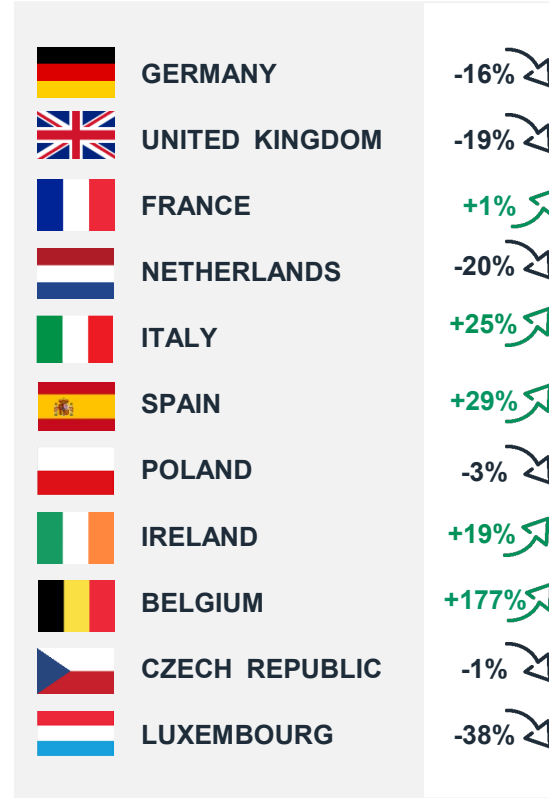 GERMANY -16%
UNITED KINGDOM -19%
FRANCE +1%
NETHERLANDS -20%
ITALY +25%
SPAIN +29%
POLAND -3%
IRELAND +19%
BELGIUM +177%
CZECH REPUBLIC -1%
LUXEMBOURG -38%